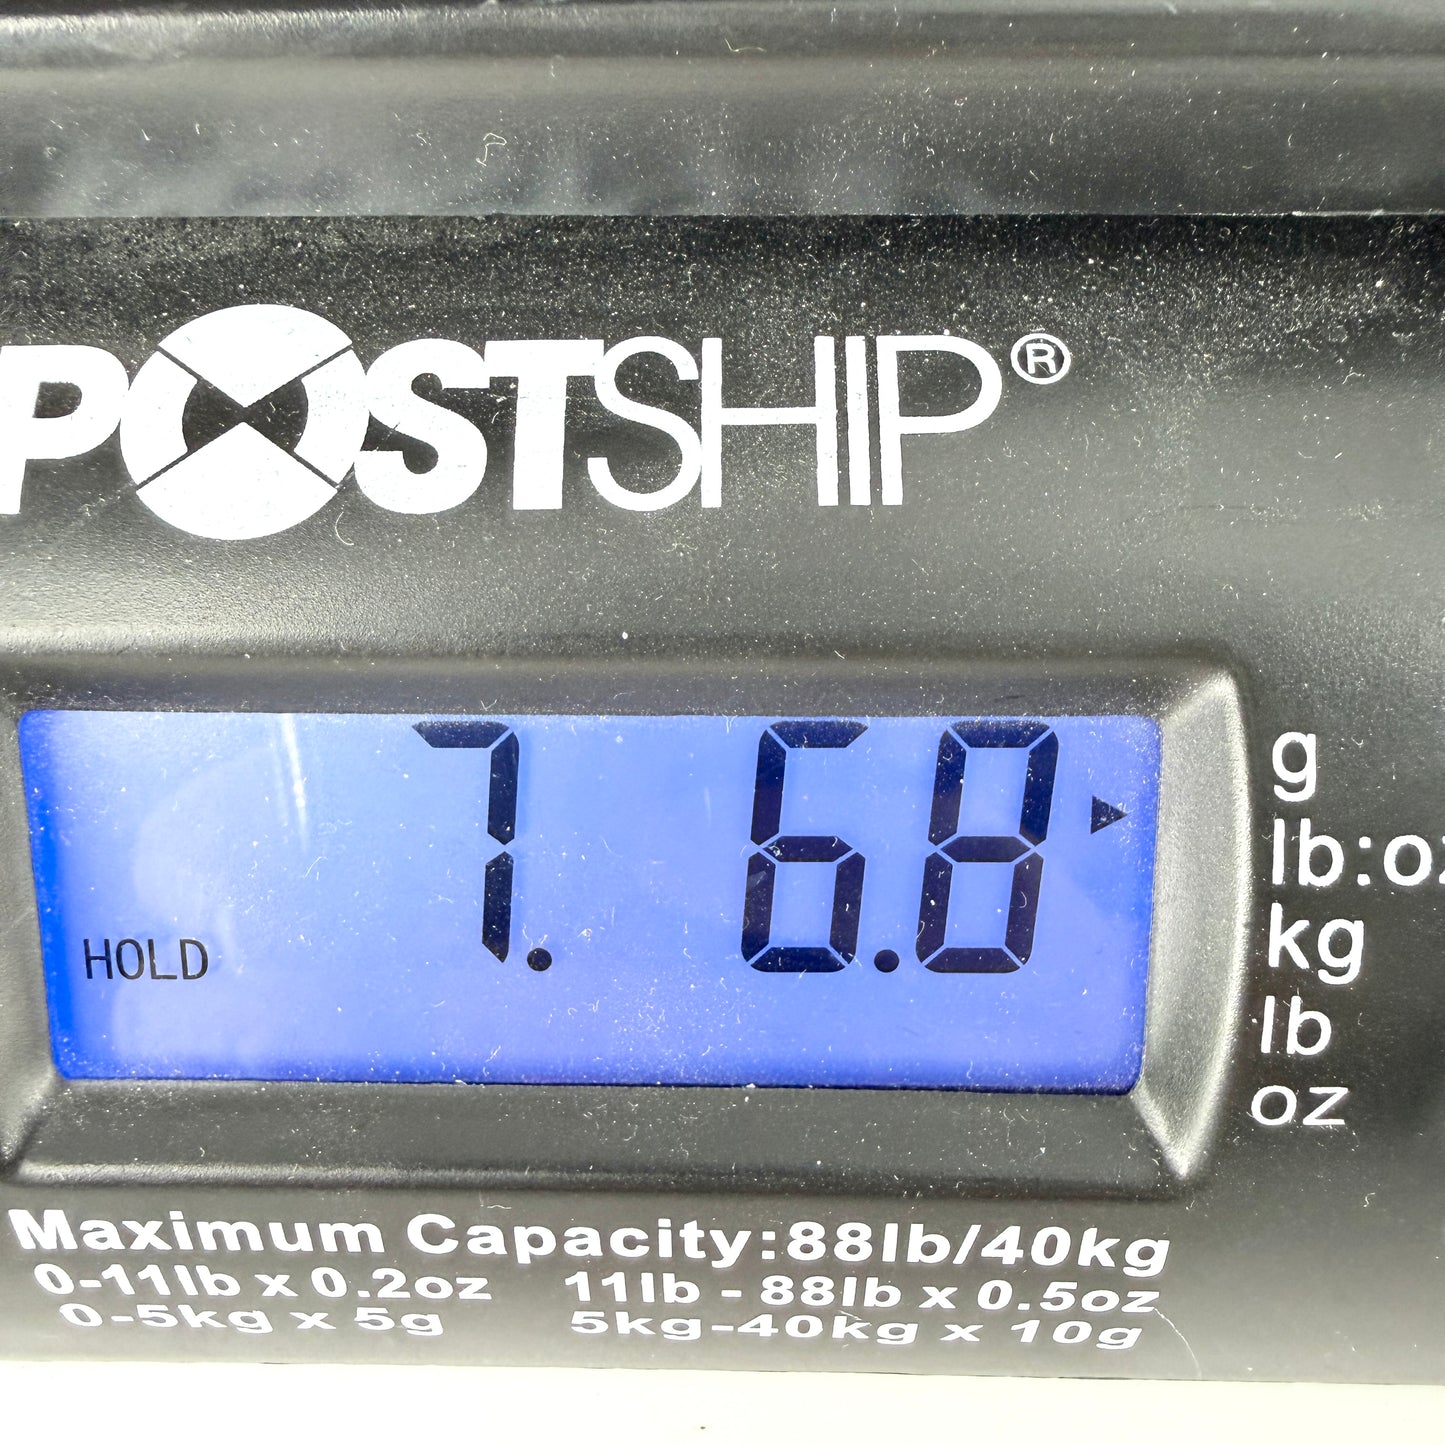 POSTSHIP®
HOLD 7. 6.8
g
lb:oz
kg
lb
oz
Maximum Capacity:88lb/40kg
0-11lb x 0.2oz 11lb - 88lb x 0.5oz
0-5kg x 5g 5kg-40kg x 10g